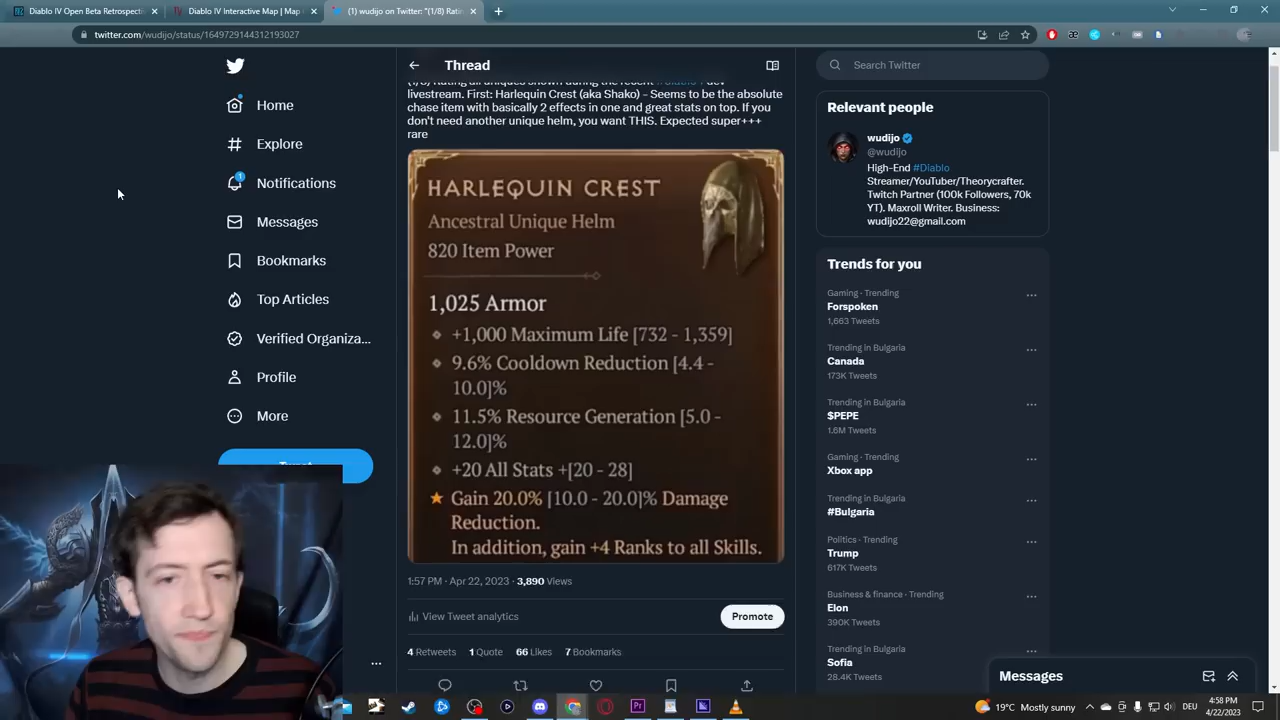 Diablo IV Open Beta Retrospecti
Diablo IV Interactive Map | Map
(1) wudijo on Twitter: "(1/8) Ratin
twitter.com/wudijo/status/1649729144312193027
Home
Explore
1
Notifications
Messages
Bookmarks
Top Articles
Verified Organiza...
Profile
More
Thread
livestream. First: Harlequin Crest (aka Shako) – Seems to be the absolute
chase item with basically 2 effects in one and great stats on top. If you
don't need another unique helm, you want THIS. Expected super+++
rare
HARLEQUIN CREST
Ancestral Unique Helm
820 Item Power
1,025 Armor
+1,000 Maximum Life [732 - 1,359]
9.6% Cooldown Reduction [4.4 -
10.0]%
11.5% Resource Generation [5.0 -
12.0]%
+20 All Stats +[20 - 28]
Gain 20.0% [10.0 - 20.0]% Damage
Reduction.
In addition, gain +4 Ranks to all Skills.
1:57 PM · Apr 22, 2023 · 3,890 Views
View Tweet analytics
Promote
4 Retweets 1 Quote 66 Likes 7 Bookmarks
Search Twitter
Relevant people
wudijo
@wudijo
High-End #Diablo
Streamer/YouTuber/Theorycrafter.
Twitch Partner (100k Followers, 70k
YT). Maxroll Writer. Business:
wudijo22@gmail.com
Trends for you
Gaming · Trending
Forspoken
1,663 Tweets
Trending in Bulgaria
Canada
173K Tweets
Trending in Bulgaria
$PEPE
1.6M Tweets
Gaming · Trending
Xbox app
Trending in Bulgaria
#Bulgaria
Politics · Trending
Trump
617K Tweets
Business & finance · Trending
Elon
390K Tweets
Trending in Bulgaria
Sofia
28.4K Tweets
Messages
19°C Mostly sunny
DEU
4:58 PM
4/22/2023